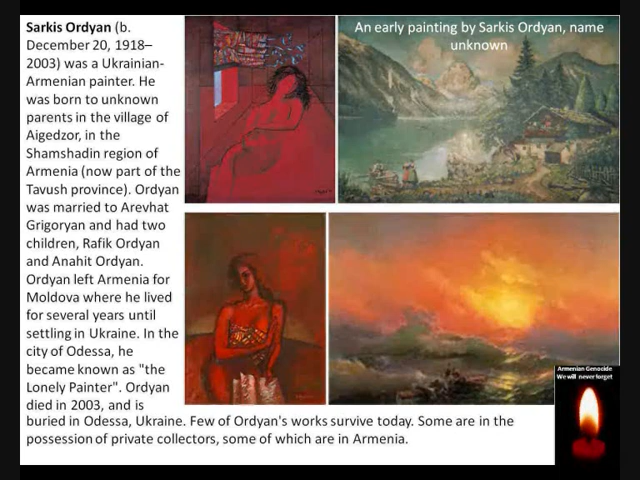 Sarkis Ordyan (b.
December 20, 1918–
2003) was a Ukrainian-
Armenian painter. He
was born to unknown
parents in the village of
Aigedzor, in the
Shamshadin region of
Armenia (now part of the
Tavush province). Ordyan
was married to Arevhat
Grigoryan and had two
children, Rafik Ordyan
and Anahit Ordyan.
Ordyan left Armenia for
Moldova where he lived
for several years until
settling in Ukraine. In the
city of Odessa, he
became known as "the
Lonely Painter". Ordyan
died in 2003, and is
buried in Odessa, Ukraine. Few of Ordyan's works survive today. Some are in the
possession of private collectors, some of which are in Armenia.
An early painting by Sarkis Ordyan, name
unknown
Armenian Genocide
We will never forget